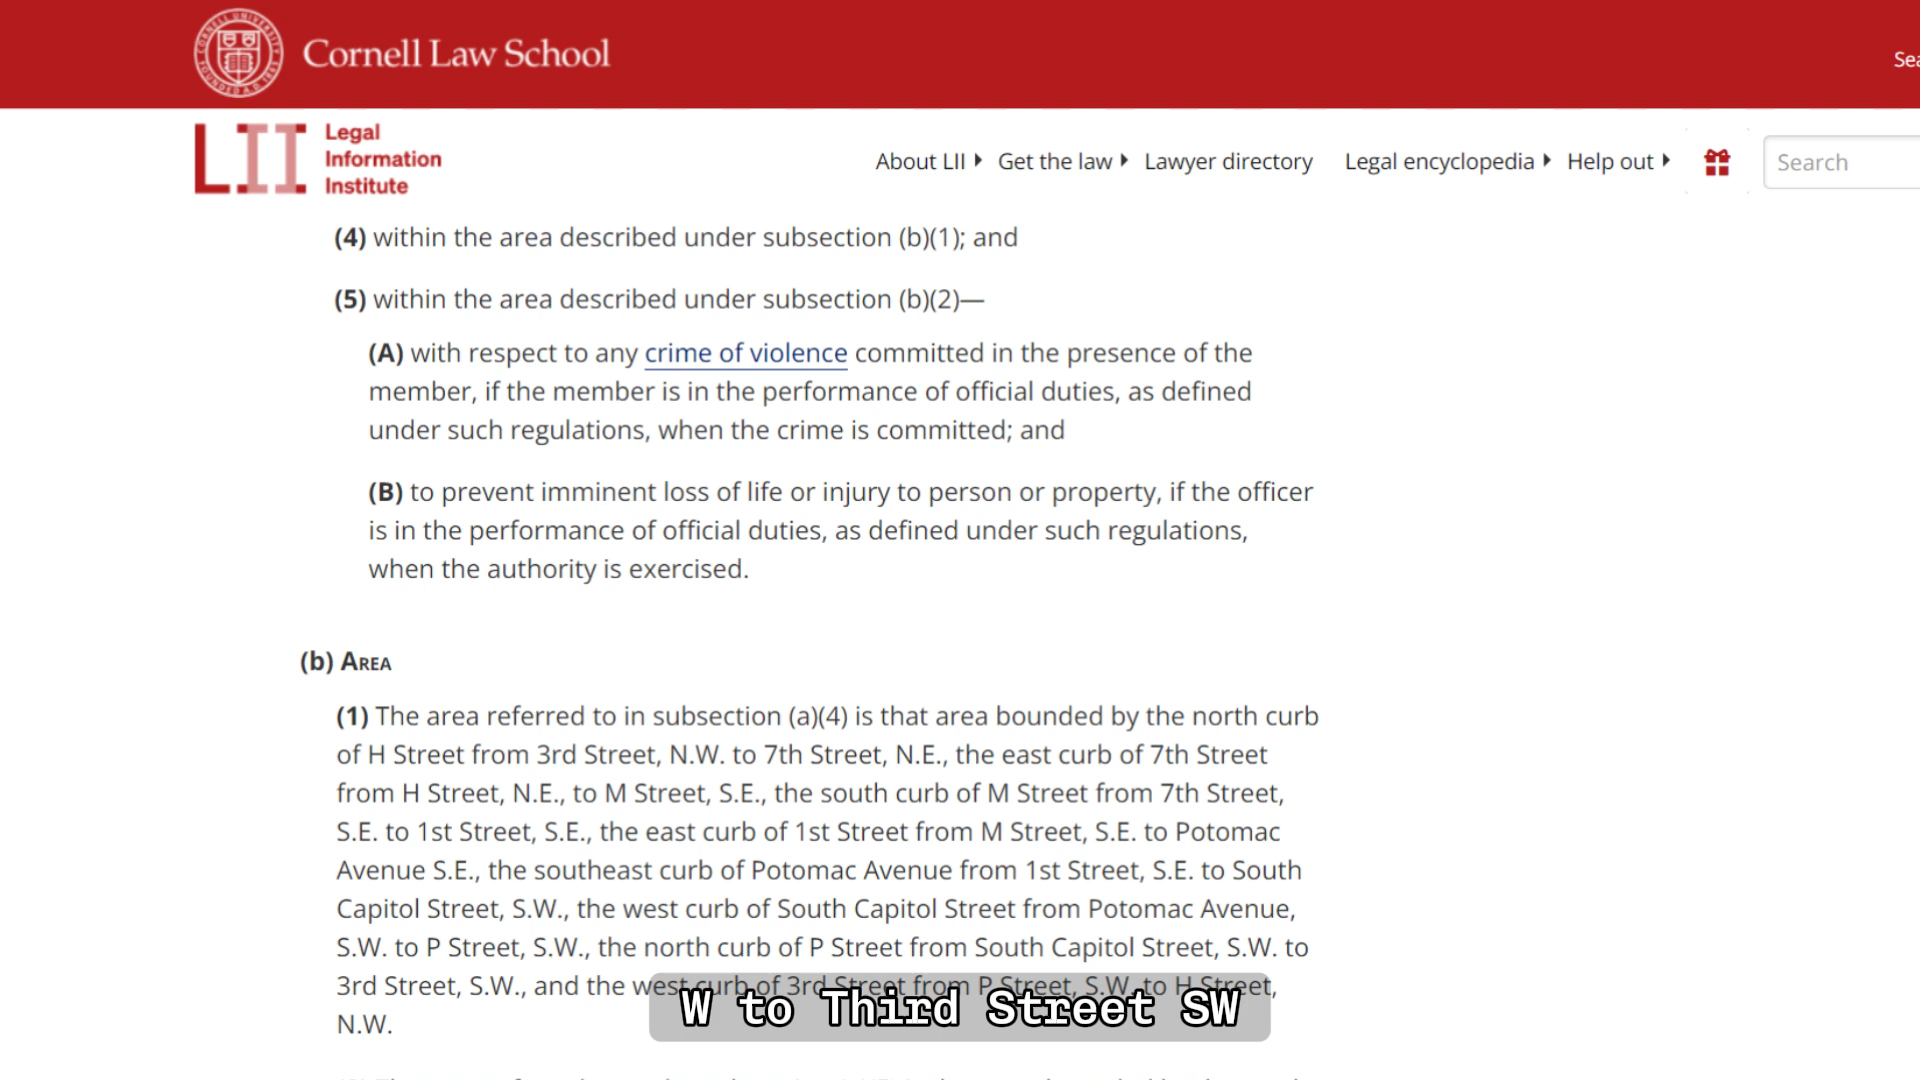 Cornell Law School
Sea
LII
Legal
Information
Institute
About LII Get the law Lawyer directory Legal encyclopedia Help out Search
(4) within the area described under subsection (b)(1); and
(5) within the area described under subsection (b)(2)—
(A) with respect to any crime of violence committed in the presence of the
member, if the member is in the performance of official duties, as defined
under such regulations, when the crime is committed; and
(B) to prevent imminent loss of life or injury to person or property, if the officer
is in the performance of official duties, as defined under such regulations,
when the authority is exercised.
(b) AREA
(1) The area referred to in subsection (a)(4) is that area bounded by the north curb
of H Street from 3rd Street, N.W. to 7th Street, N.E., the east curb of 7th Street
from H Street, N.E., to M Street, S.E., the south curb of M Street from 7th Street,
S.E. to 1st Street, S.E., the east curb of 1st Street from M Street, S.E. to Potomac
Avenue S.E., the southeast curb of Potomac Avenue from 1st Street, S.E. to South
Capitol Street, S.W., the west curb of South Capitol Street from Potomac Avenue,
S.W. to P Street, S.W., the north curb of P Street from South Capitol Street, S.W. to
3rd Street, S.W., and the west curb of 3rd Street from P Street, S.W. to H Street,
N.W.
W to Third Street SW